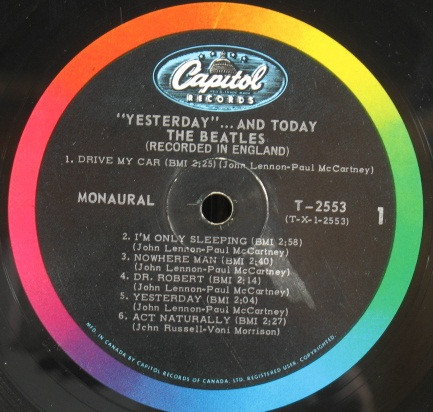 Capitol
RECORDS
"YESTERDAY"...AND TODAY
THE BEATLES
(RECORDED IN ENGLAND)
1. DRIVE MY CAR (BMI 2:25) (John Lennon-Paul McCartney)
MONAURAL
T-2553
(T-X-1-2553)
1
2. I'M ONLY SLEEPING (BMI 2:58)
(John Lennon-Paul McCartney)
3. NOWHERE MAN (BMI 2:40)
(John Lennon-Paul McCartney)
4. DR. ROBERT (BMI 2:14)
(John Lennon-Paul McCartney)
5. YESTERDAY (BMI 2:04)
(John Lennon-Paul McCartney)
6. ACT NATURALLY (BMI 2:27)
(John Russell-Voni Morrison)
MFD. IN CANADA BY CAPITOL RECORDS OF CANADA, LTD. REGISTERED USER. COPYRIGHTED.